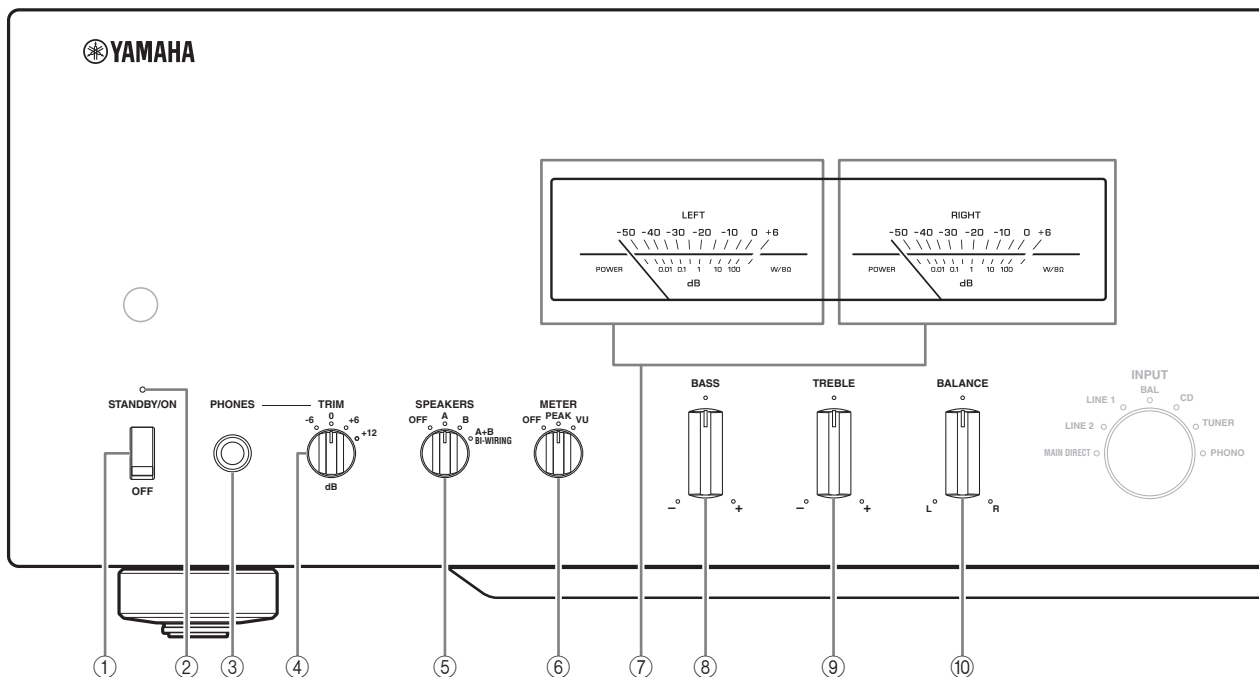 YAMAHA
LEFT
-50 -40 -30 -20 -10 0 +6
POWER 0.01 0.1 1 10 100 W/8Ω
dB
RIGHT
-50 -40 -30 -20 -10 0 +6
POWER 0.01 0.1 1 10 100 W/8Ω
dB
STANDBY/ON
OFF
PHONES
TRIM
-6 0 +6 +12
dB
SPEAKERS
OFF A B A+B
BI-WIRING
METER
OFF PEAK VU
BASS
– +
TREBLE
– +
BALANCE
L R
INPUT
BAL
LINE 1 CD
LINE 2 TUNER
MAIN DIRECT PHONO
① ② ③ ④ ⑤ ⑥ ⑦ ⑧ ⑨ ⑩